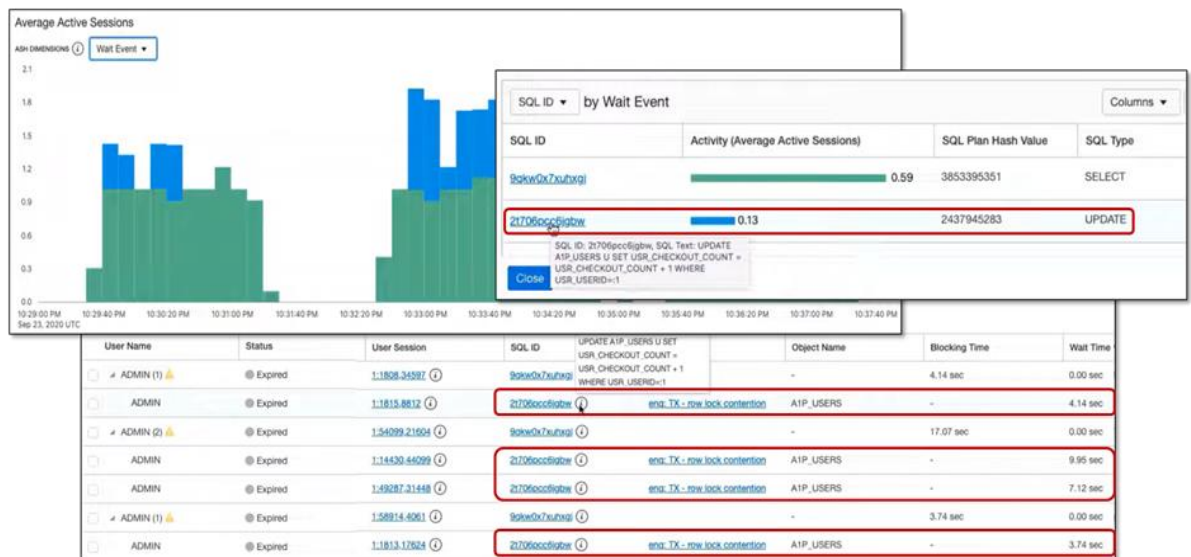 Average Active Sessions
ASH DIMENSIONS i Wait Event
2.1
1.8
1.5
1.2
0.9
0.6
0.3
0.0
10:29:00 PM 10:29:40 PM 10:30:20 PM 10:31:00 PM 10:31:40 PM 10:32:20 PM 10:33:00 PM 10:33:40 PM 10:34:20 PM 10:35:00 PM 10:35:40 PM 10:36:20 PM 10:37:00 PM 10:37:40 PM
Sep 23, 2020 UTC
SQL ID by Wait Event Columns
SQL ID Activity (Average Active Sessions) SQL Plan Hash Value SQL Type
9qkw0x7xuhxgj 0.59 3853395351 SELECT
2t706pcc6jgbw 0.13 2437945283 UPDATE
SQL ID: 2t706pcc6jgbw, SQL Text: UPDATE
A1P_USERS U SET USR_CHECKOUT_COUNT =
USR_CHECKOUT_COUNT + 1 WHERE
USR_USERID=:1
Close
User Name Status User Session SQL ID Object Name Blocking Time Wait Time
UPDATE A1P_USERS U SET
USR_CHECKOUT_COUNT =
USR_CHECKOUT_COUNT + 1
WHERE USR_USERID=:1
ADMIN (1) Expired 1:1808,34597 i 9qkw0x7xuhxgj - 4.14 sec 0.00 sec
ADMIN Expired 1:1615,8812 i 2t706pcc6jgbw i enq: TX - row lock contention A1P_USERS - 4.14 sec
ADMIN (2) Expired 1:54099,21604 i 9qkw0x7xuhxgj i - 17.07 sec 0.00 sec
ADMIN Expired 1:14430,44099 i 2t706pcc6jgbw i enq: TX - row lock contention A1P_USERS - 9.95 sec
ADMIN Expired 1:49287,31448 i 2t706pcc6jgbw i enq: TX - row lock contention A1P_USERS - 7.12 sec
ADMIN (1) Expired 1:58914,4061 i 9qkw0x7xuhxgj i - 3.74 sec 0.00 sec
ADMIN Expired 1:1813,17624 i 2t706pcc6jgbw i enq: TX - row lock contention A1P_USERS - 3.74 sec